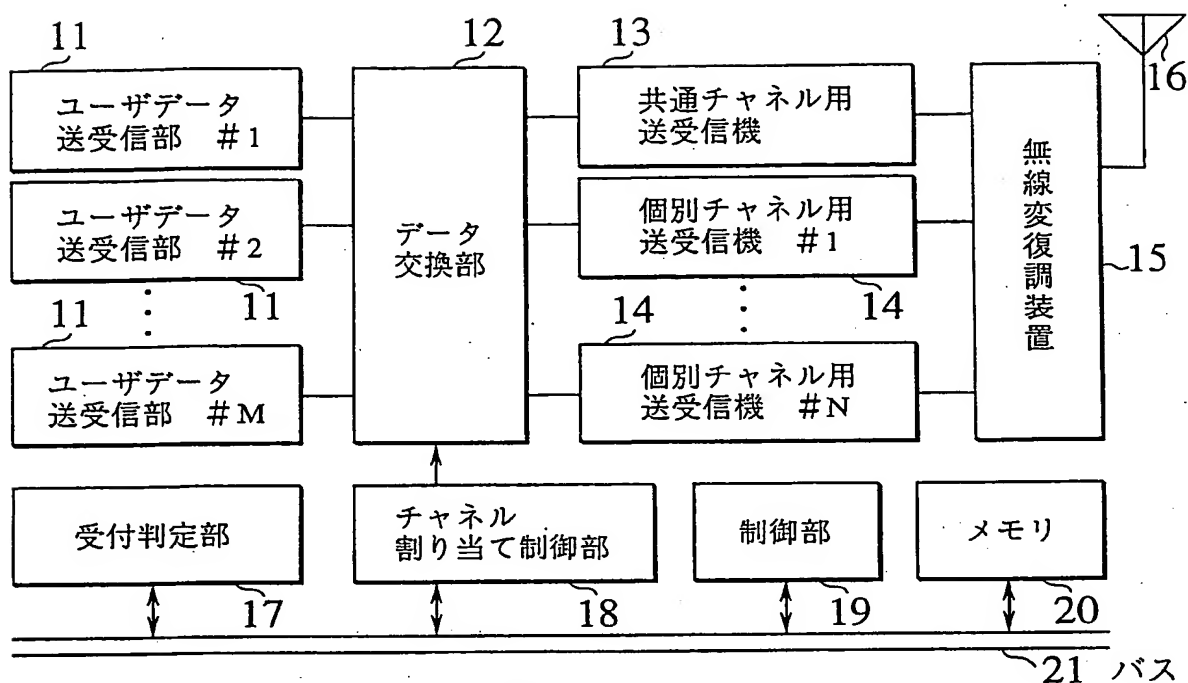 11
12
13
16
ユーザデータ
送受信部 #1
共通チャネル用
送受信機
ユーザデータ
送受信部 #2
11
データ
交換部
個別チャネル用
送受信機 #1
14
無線変復調装置
15
11
ユーザデータ
送受信部 #M
14
個別チャネル用
送受信機 #N
受付判定部
17
チャネル
割り当て制御部
18
制御部
19
メモリ
20
21 バス